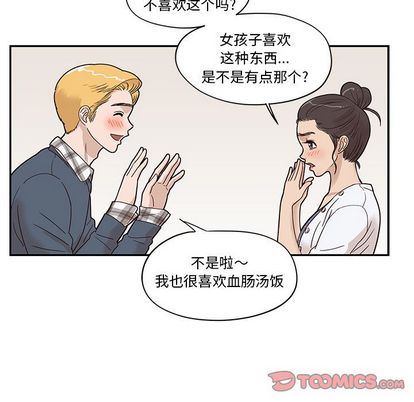 不喜欢这个吗?
女孩子喜欢
这种东西...
是不是有点那个?
不是啦～
我也很喜欢血肠汤饭
TOOMICS.COM